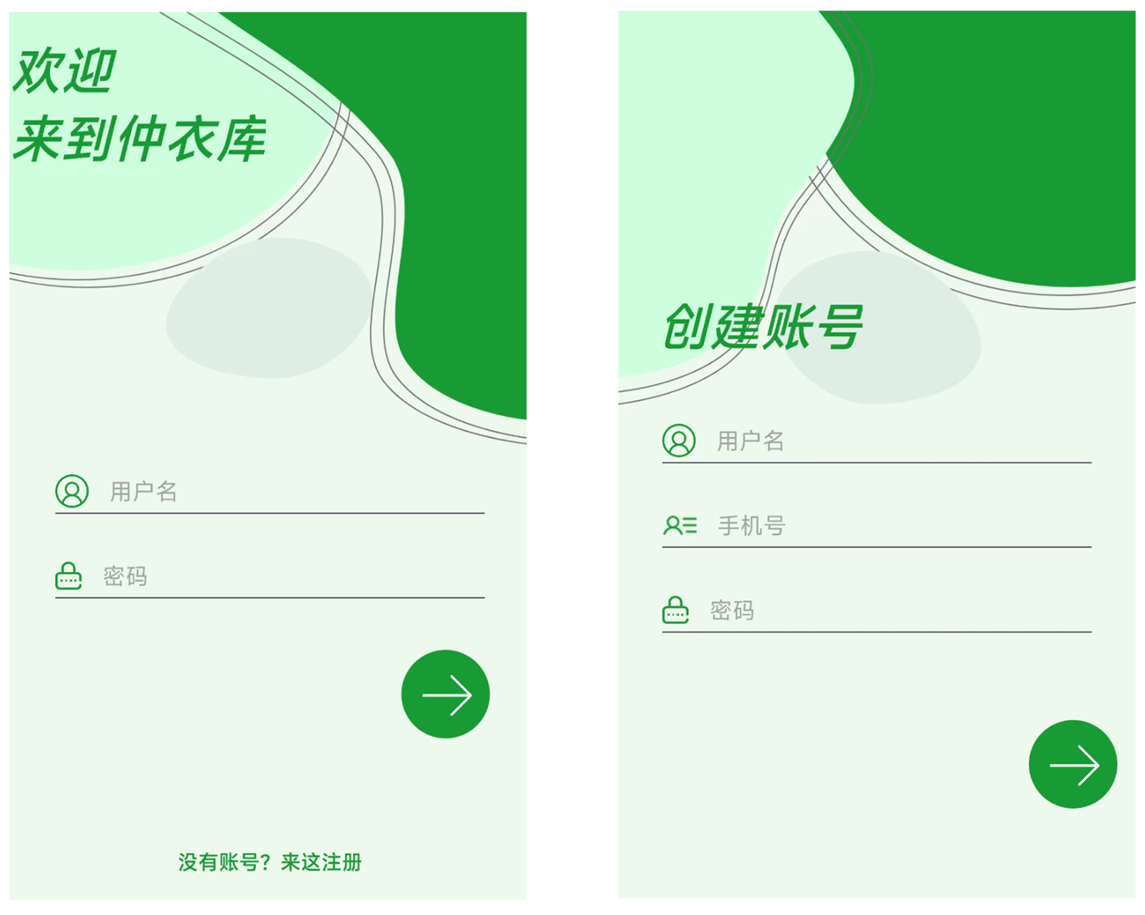 欢迎
来到仲衣库
用户名
密码
没有账号？来这注册
创建账号
用户名
手机号
密码